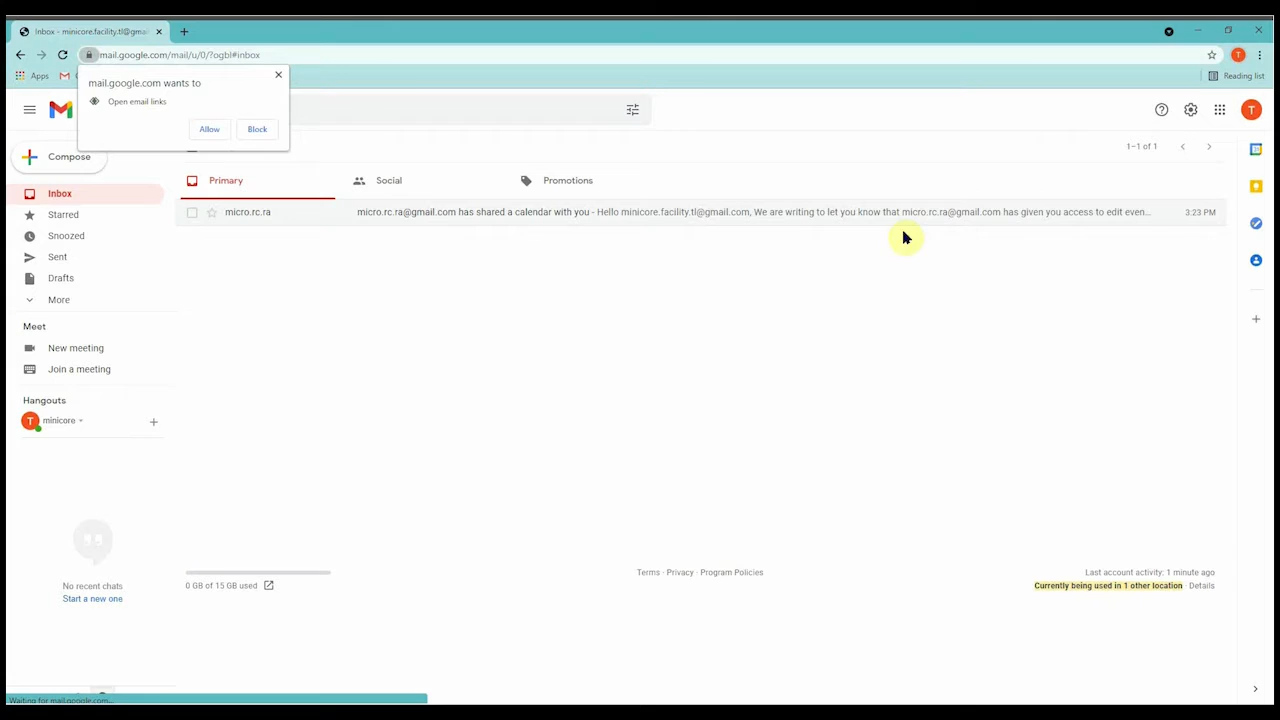 Inbox - minicore.facility.tl@gmai
mail.google.com/mail/u/0/?ogbl#inbox
Apps
Reading list
mail.google.com wants to
Open email links
Allow
Block
Compose
1–1 of 1
Inbox
Starred
Snoozed
Sent
Drafts
More
Primary
Social
Promotions
micro.rc.ra
micro.rc.ra@gmail.com has shared a calendar with you - Hello minicore.facility.tl@gmail.com, We are writing to let you know that micro.rc.ra@gmail.com has given you access to edit even…
3:23 PM
Meet
New meeting
Join a meeting
Hangouts
T
minicore
No recent chats
Start a new one
0 GB of 15 GB used
Terms · Privacy · Program Policies
Last account activity: 1 minute ago
Currently being used in 1 other location · Details
Waiting for mail.google.com...